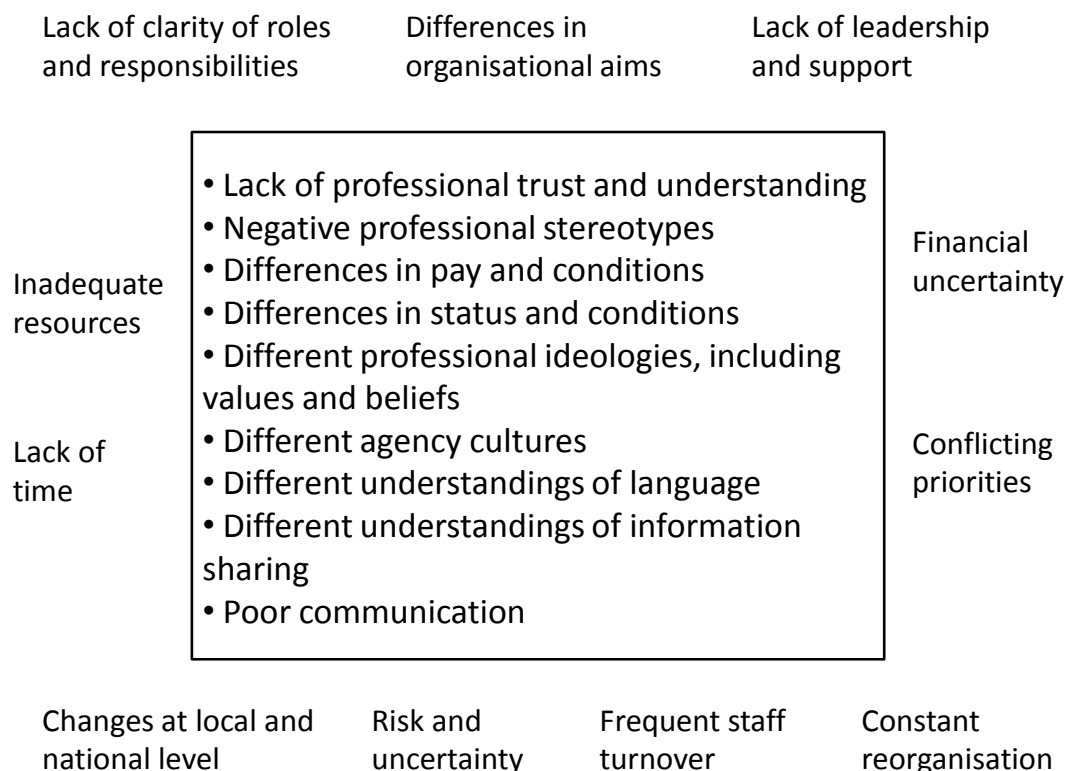 Lack of clarity of roles
and responsibilities
Differences in
organisational aims
Lack of leadership
and support
• Lack of professional trust and understanding
• Negative professional stereotypes
• Differences in pay and conditions
• Differences in status and conditions
• Different professional ideologies, including
values and beliefs
• Different agency cultures
• Different understandings of language
• Different understandings of information
sharing
• Poor communication
Inadequate
resources
Lack of
time
Financial
uncertainty
Conflicting
priorities
Changes at local and
national level
Risk and
uncertainty
Frequent staff
turnover
Constant
reorganisation